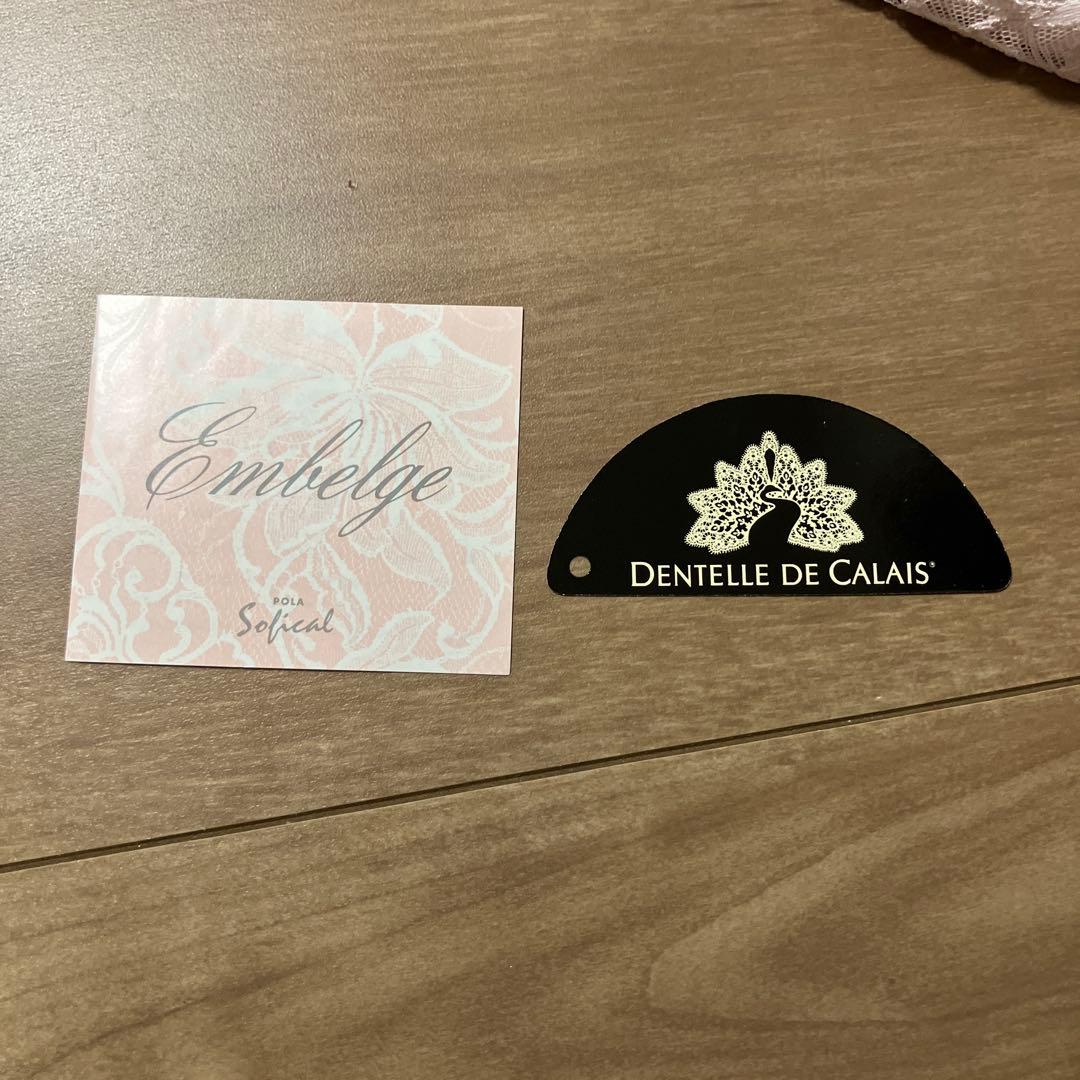 Embelge
POLA
Sofical
DENTELLE DE CALAIS®